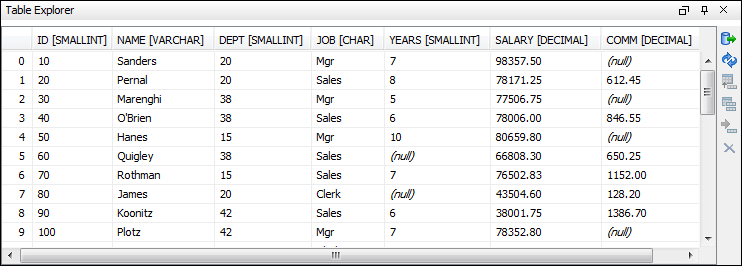 Table Explorer
ID [SMALLINT] NAME [VARCHAR] DEPT [SMALLINT] JOB [CHAR] YEARS [SMALLINT] SALARY [DECIMAL] COMM [DECIMAL]
0 10 Sanders 20 Mgr 7 98357.50 (null)
1 20 Pernal 20 Sales 8 78171.25 612.45
2 30 Marenghi 38 Mgr 5 77506.75 (null)
3 40 O'Brien 38 Sales 6 78006.00 846.55
4 50 Hanes 15 Mgr 10 80659.80 (null)
5 60 Quigley 38 Sales (null) 66808.30 650.25
6 70 Rothman 15 Sales 7 76502.83 1152.00
7 80 James 20 Clerk (null) 43504.60 128.20
8 90 Koonitz 42 Sales 6 38001.75 1386.70
9 100 Plotz 42 Mgr 7 78352.80 (null)